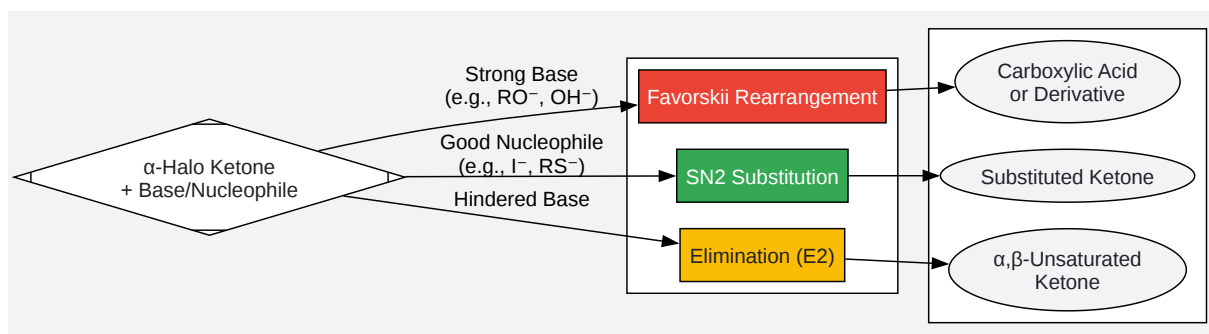 α-Halo Ketone
+ Base/Nucleophile
Strong Base
(e.g., RO⁻, OH⁻)
Good Nucleophile
(e.g., I⁻, RS⁻)
Hindered Base
Favorskii Rearrangement
SN2 Substitution
Elimination (E2)
Carboxylic Acid
or Derivative
Substituted Ketone
α,β-Unsaturated
Ketone